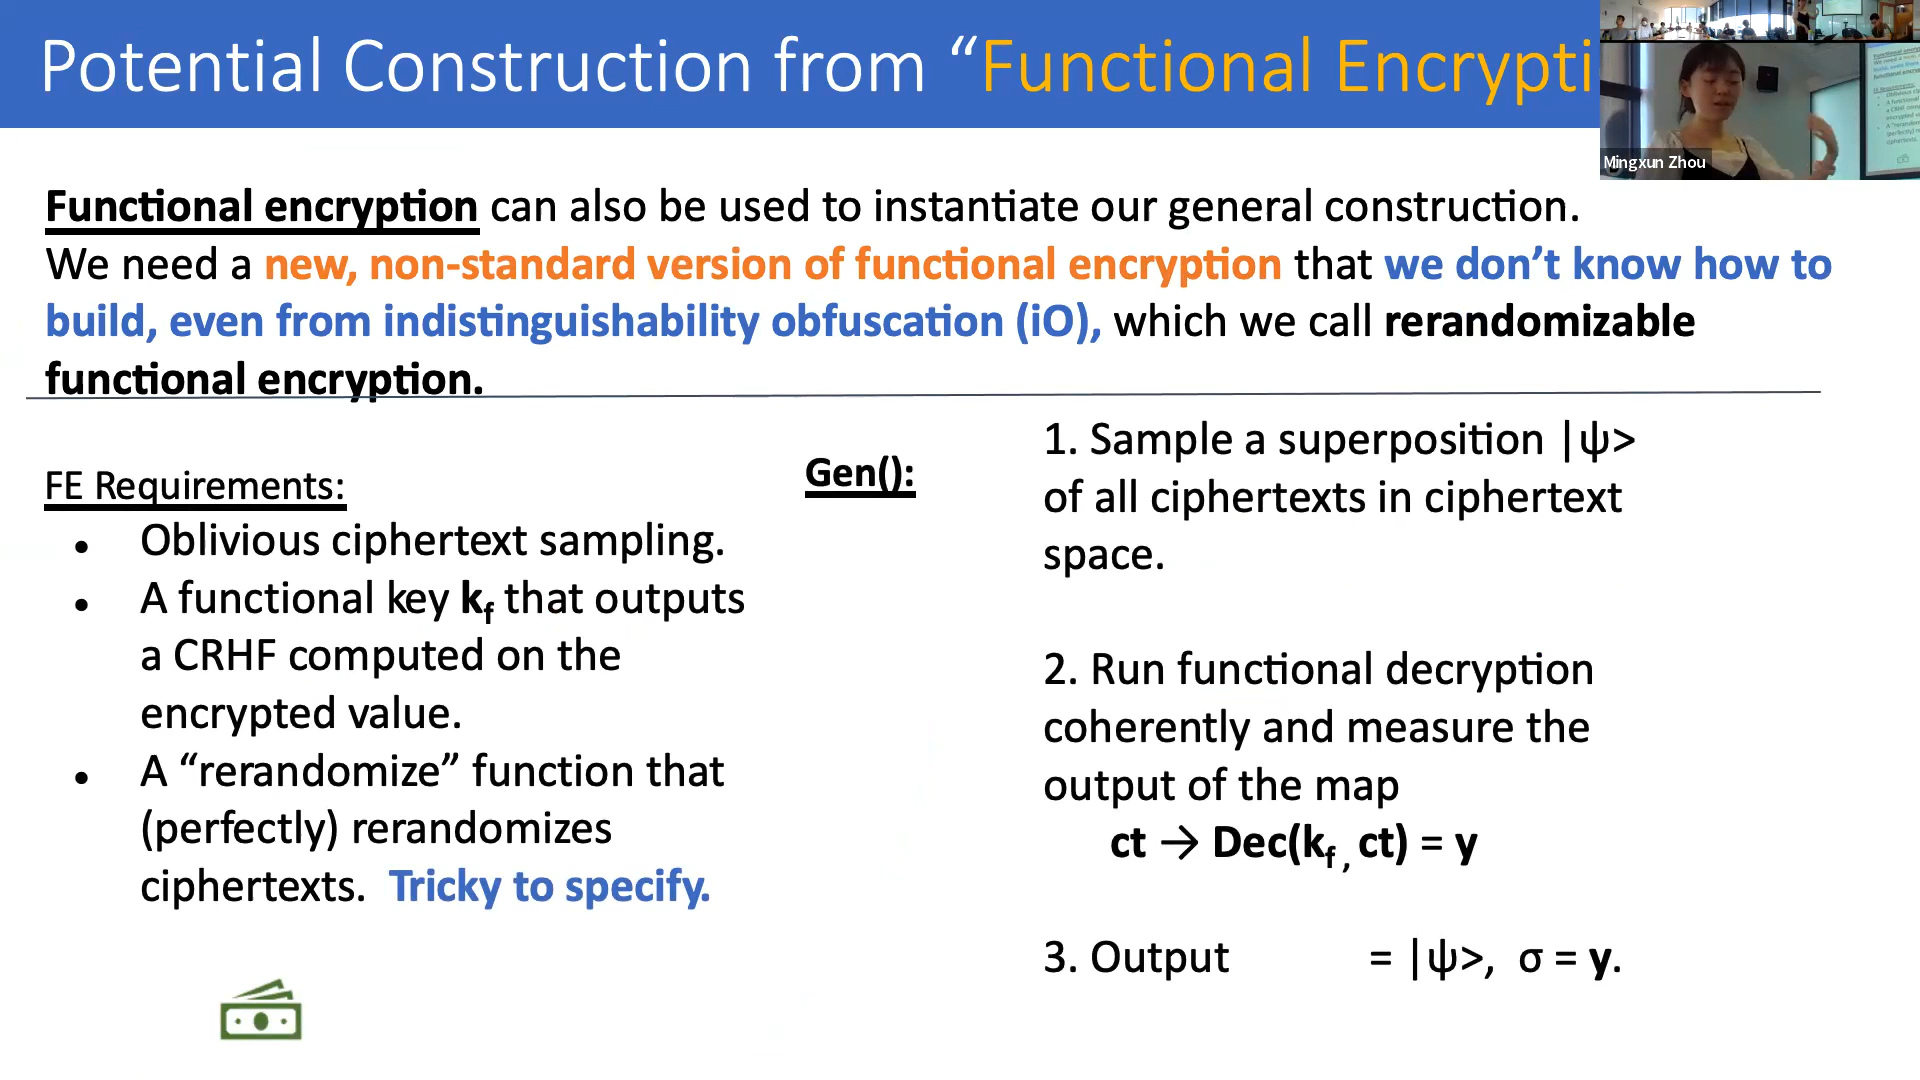 Potential Construction from “Functional Encrypti
Mingxun Zhou
Functional encryption can also be used to instantiate our general construction.
We need a new, non-standard version of functional encryption that we don’t know how to
build, even from indistinguishability obfuscation (iO), which we call rerandomizable
functional encryption.
FE Requirements:
● Oblivious ciphertext sampling.
● A functional key kf that outputs
a CRHF computed on the
encrypted value.
● A “rerandomize” function that
(perfectly) rerandomizes
ciphertexts. Tricky to specify.
Gen():
1. Sample a superposition |ψ>
of all ciphertexts in ciphertext
space.
2. Run functional decryption
coherently and measure the
output of the map
ct → Dec(kf , ct) = y
3. Output = |ψ>, σ = y.